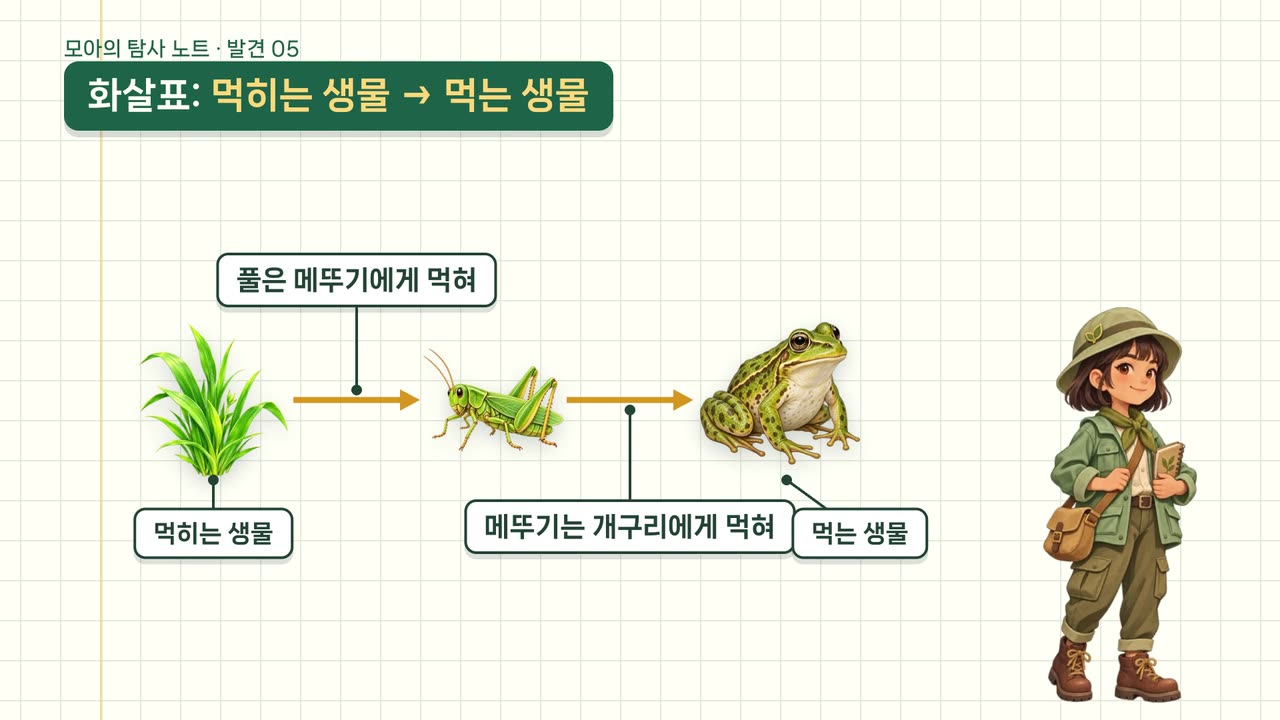 모아의 탐사 노트 · 발견 05
화살표: 먹히는 생물 → 먹는 생물
풀은 메뚜기에게 먹혀
먹히는 생물
메뚜기는 개구리에게 먹혀
먹는 생물